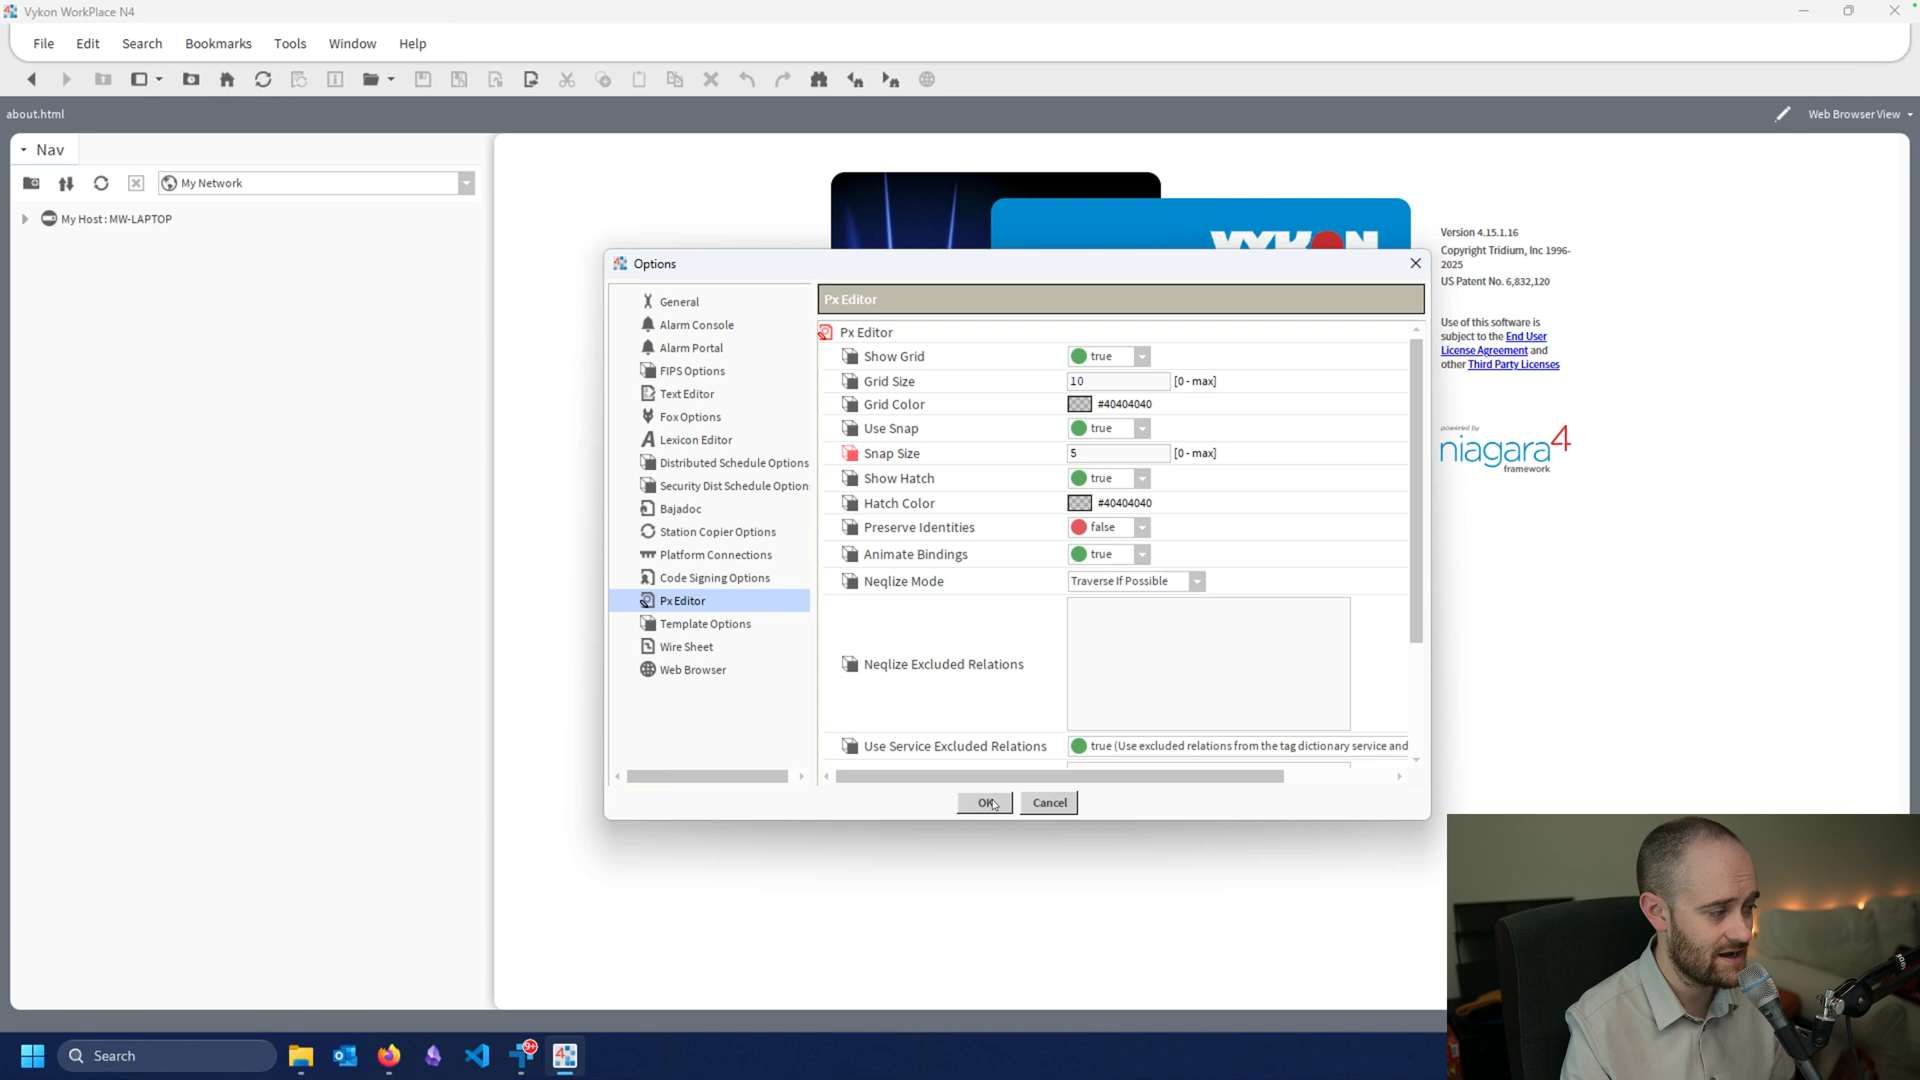 Vykon WorkPlace N4
File Edit Search Bookmarks Tools Window Help
about.html
Web Browser View
Nav
My Network
My Host : MW-LAPTOP
VYKON
Version 4.15.1.16
Copyright Tridium, Inc 1996-
2025
US Patent No. 6,832,120
Use of this software is
subject to the End User
License Agreement and
other Third Party Licenses
powered by
niagara4
framework
Options
General
Alarm Console
Alarm Portal
FIPS Options
Text Editor
Fox Options
Lexicon Editor
Distributed Schedule Options
Security Dist Schedule Option
Bajadoc
Station Copier Options
Platform Connections
Code Signing Options
Px Editor
Template Options
Wire Sheet
Web Browser
Px Editor
Px Editor
Show Grid true
Grid Size 10 [0 - max]
Grid Color #40404040
Use Snap true
Snap Size 5 [0 - max]
Show Hatch true
Hatch Color #40404040
Preserve Identities false
Animate Bindings true
Neqlize Mode Traverse If Possible
Neqlize Excluded Relations
Use Service Excluded Relations true (Use excluded relations from the tag dictionary service and
OK Cancel
Search
9+